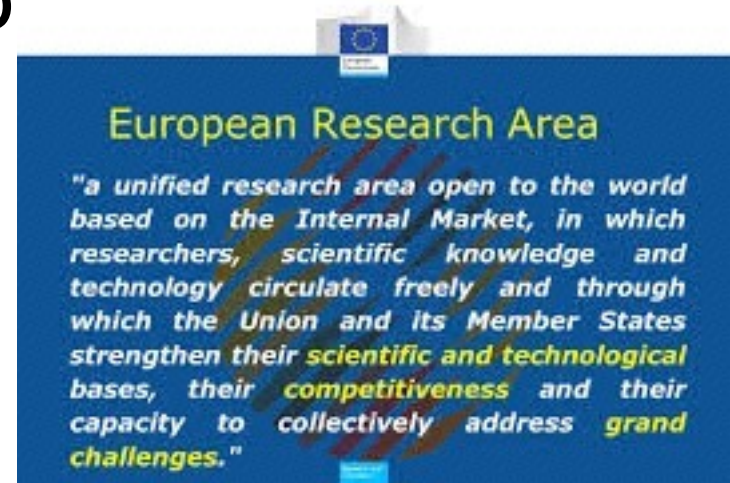 European Research Area
"a unified research area open to the world
based on the Internal Market, in which
researchers, scientific knowledge and
technology circulate freely and through
which the Union and its Member States
strengthen their scientific and technological
bases, their competitiveness and their
capacity to collectively address grand
challenges."